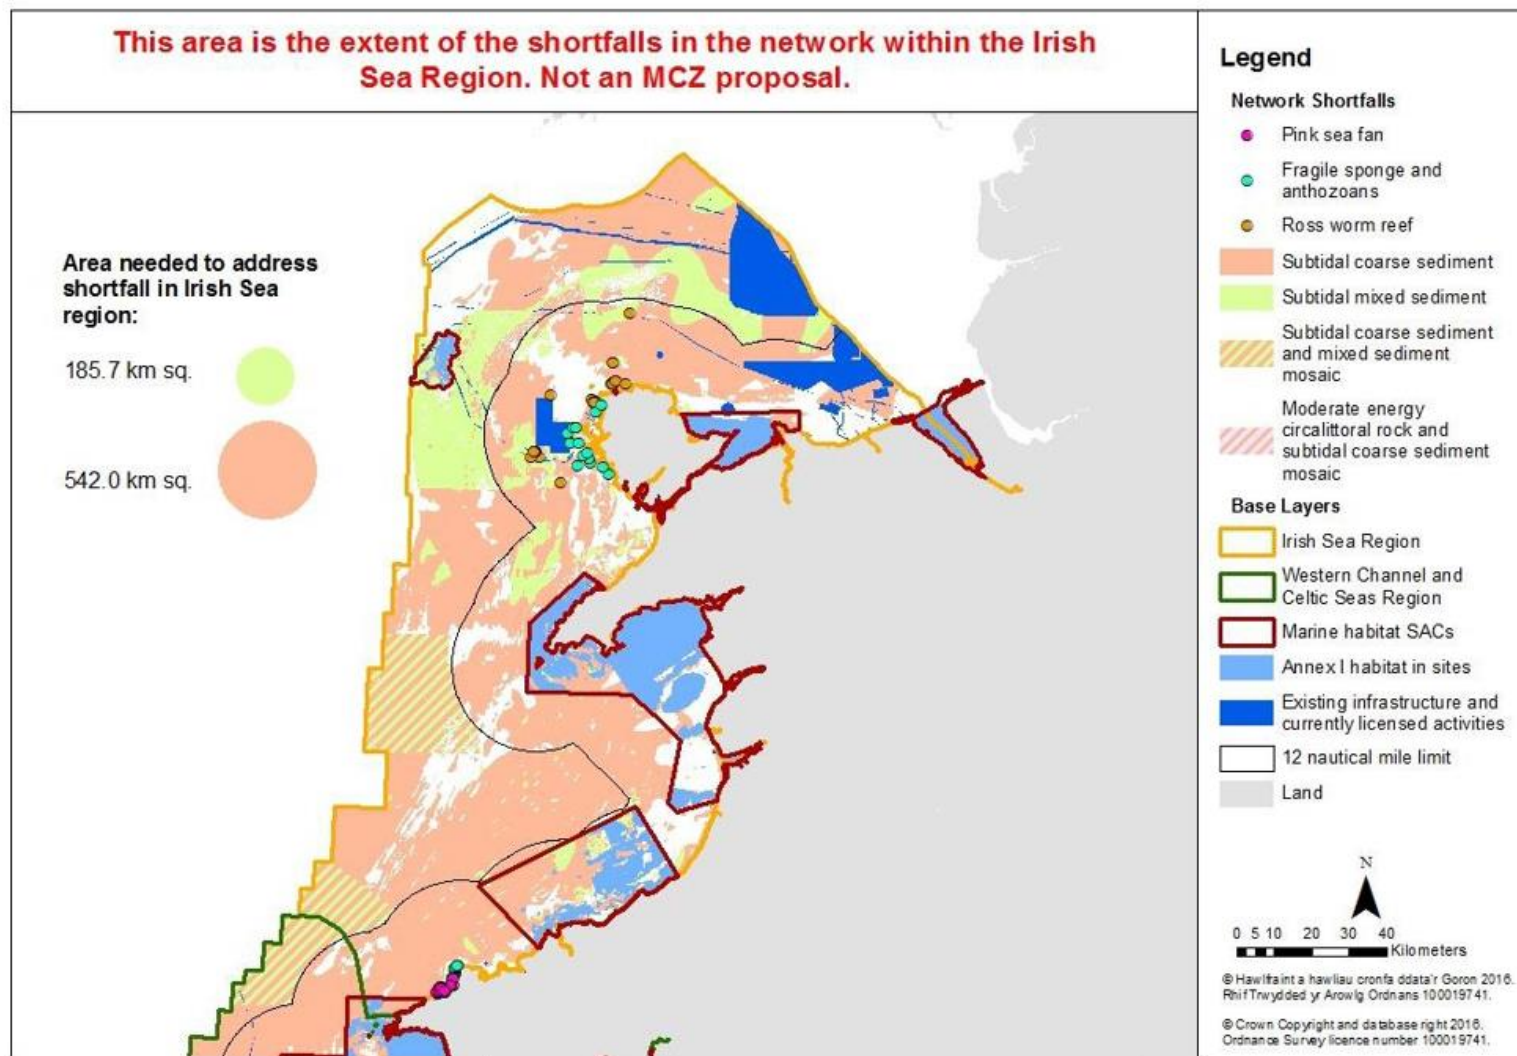 This area is the extent of the shortfalls in the network within the Irish
Sea Region. Not an MCZ proposal.
Area needed to address
shortfall in Irish Sea
region:
185.7 km sq.
542.0 km sq.
Legend
Network Shortfalls
Pink sea fan
Fragile sponge and
anthozoans
Ross worm reef
Subtidal coarse sediment
Subtidal mixed sediment
Subtidal coarse sediment
and mixed sediment
mosaic
Moderate energy
circalittoral rock and
subtidal coarse sediment
mosaic
Base Layers
Irish Sea Region
Western Channel and
Celtic Seas Region
Marine habitat SACs
Annex I habitat in sites
Existing infrastructure and
currently licensed activities
12 nautical mile limit
Land
N
0 5 10 20 30 40
Kilometers
© Hawlfraint a hawliau cronfa ddata'r Goron 2016.
Rhif Trwydded yr Arowlg Ordnans 100019741.
© Crown Copyright and database right 2016.
Ordnance Survey licence number 100019741.